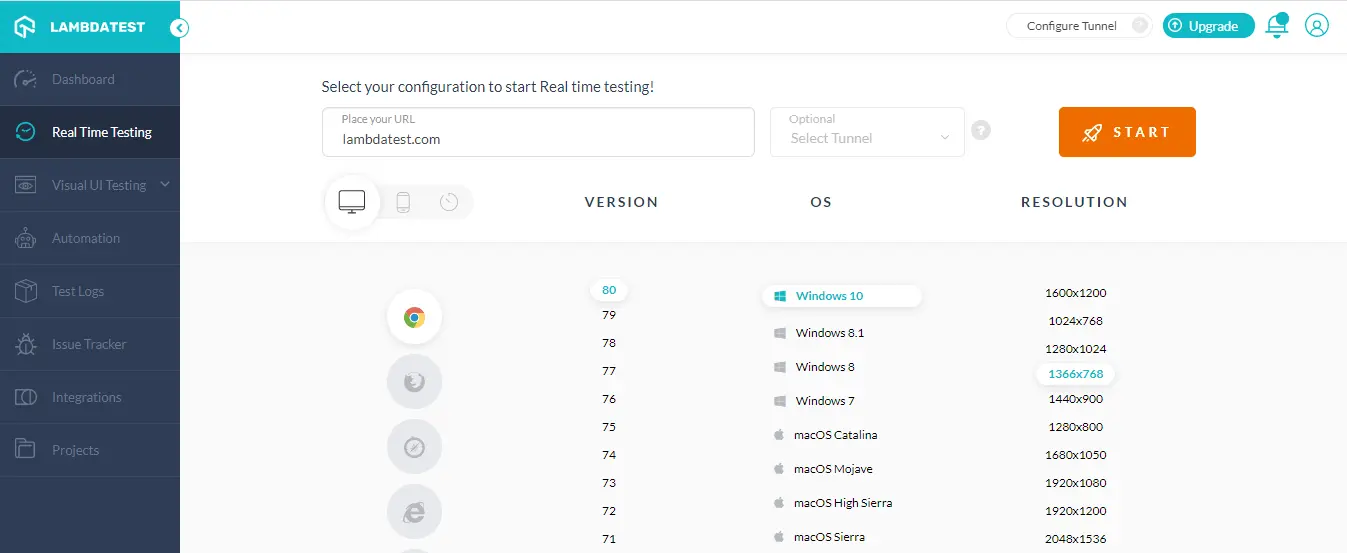 LAMBDATEST
Configure Tunnel ?
Upgrade
Dashboard
Real Time Testing
Visual UI Testing
Automation
Test Logs
Issue Tracker
Integrations
Projects
Select your configuration to start Real time testing!
Place your URL
lambdatest.com
Optional
Select Tunnel
?
START
VERSION OS RESOLUTION
80
79
78
77
76
75
74
73
72
71
Windows 10
Windows 8.1
Windows 8
Windows 7
macOS Catalina
macOS Mojave
macOS High Sierra
macOS Sierra
1600x1200
1024x768
1280x1024
1366x768
1440x900
1280x800
1680x1050
1920x1080
1920x1200
2048x1536